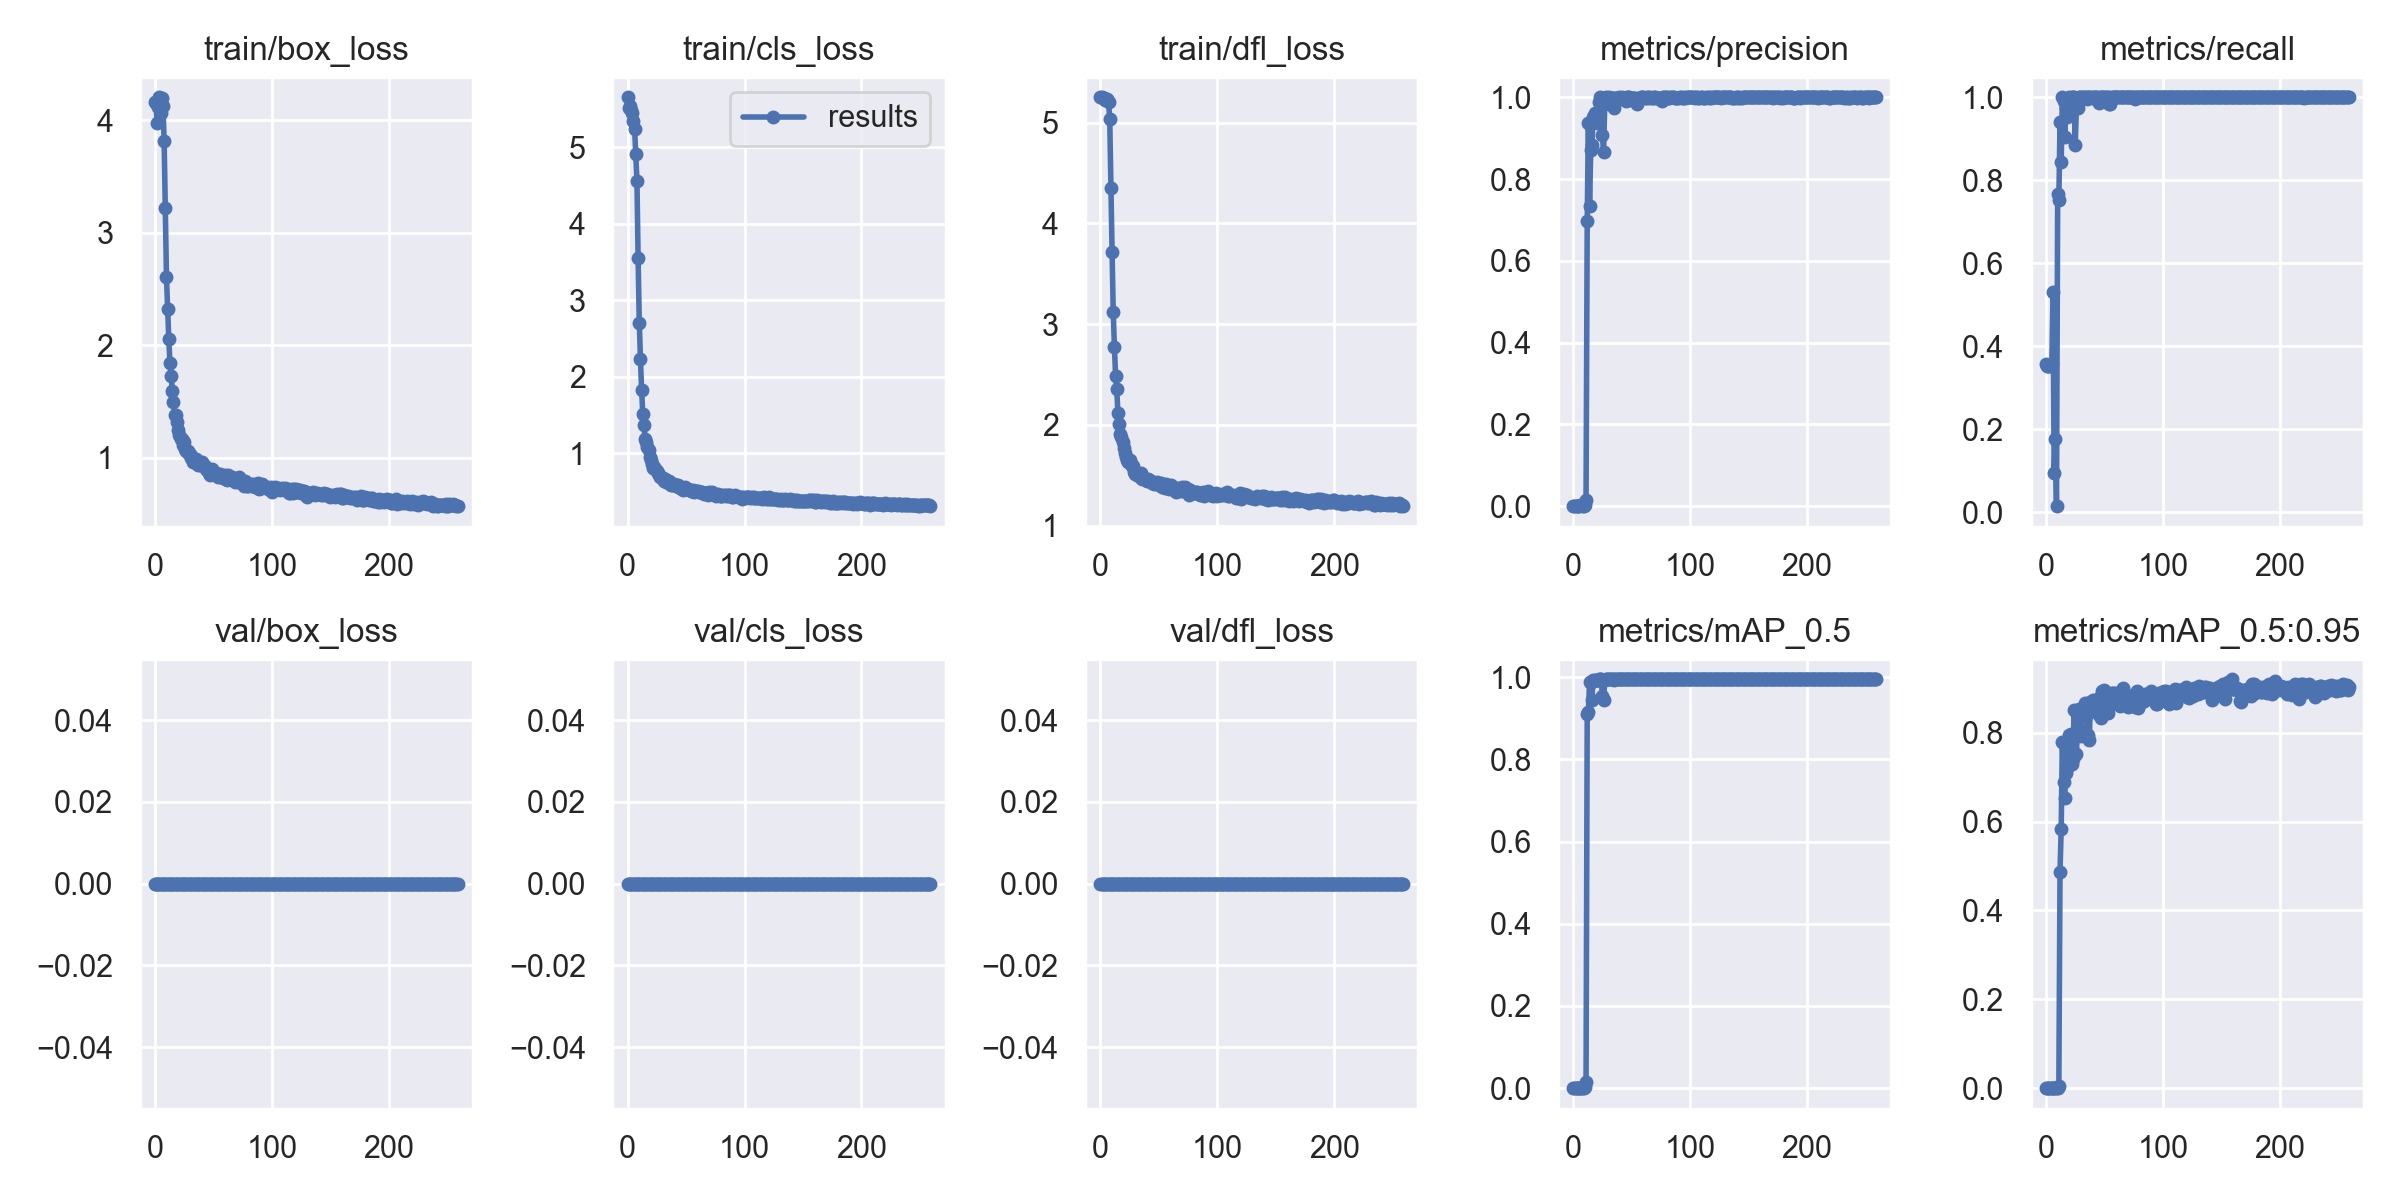 train/box_loss
train/cls_loss
train/dfl_loss
metrics/precision
metrics/recall
4
3
2
1
0 100 200
results
5
4
3
2
1
0 100 200
5
4
3
2
1
0 100 200
1.0
0.8
0.6
0.4
0.2
0.0
0 100 200
1.0
0.8
0.6
0.4
0.2
0.0
0 100 200
val/box_loss
val/cls_loss
val/dfl_loss
metrics/mAP_0.5
metrics/mAP_0.5:0.95
0.04
0.02
0.00
−0.02
−0.04
0 100 200
0.04
0.02
0.00
−0.02
−0.04
0 100 200
0.04
0.02
0.00
−0.02
−0.04
0 100 200
1.0
0.8
0.6
0.4
0.2
0.0
0 100 200
0.8
0.6
0.4
0.2
0.0
0 100 200